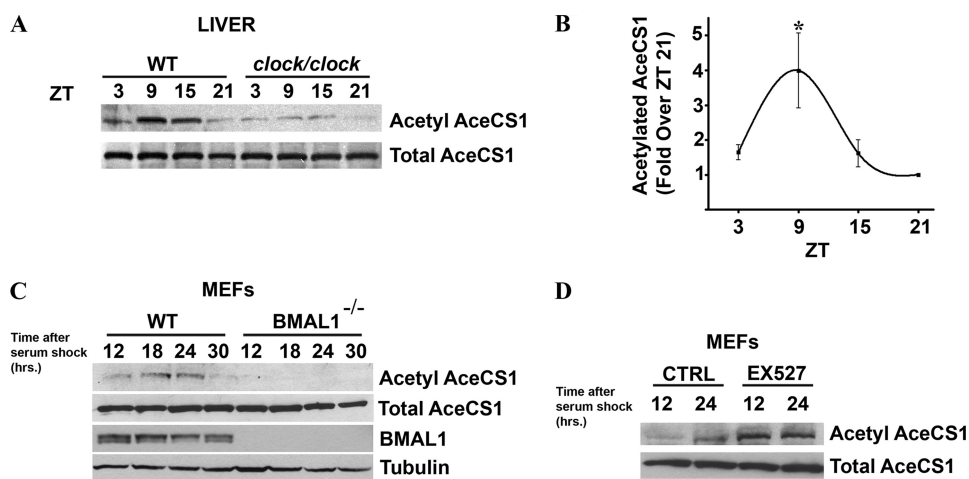 A
LIVER
WT clock/clock
ZT 3 9 15 21 3 9 15 21
Acetyl AceCS1
Total AceCS1
B
Acetylated AceCS1
(Fold Over ZT 21)
5
4
3
2
1
*
3 9 15 21
ZT
C
MEFs
WT BMAL1-/-
Time after
serum shock
(hrs.)
12 18 24 30 12 18 24 30
Acetyl AceCS1
Total AceCS1
BMAL1
Tubulin
D
MEFs
CTRL EX527
Time after
serum shock
(hrs.)
12 24 12 24
Acetyl AceCS1
Total AceCS1